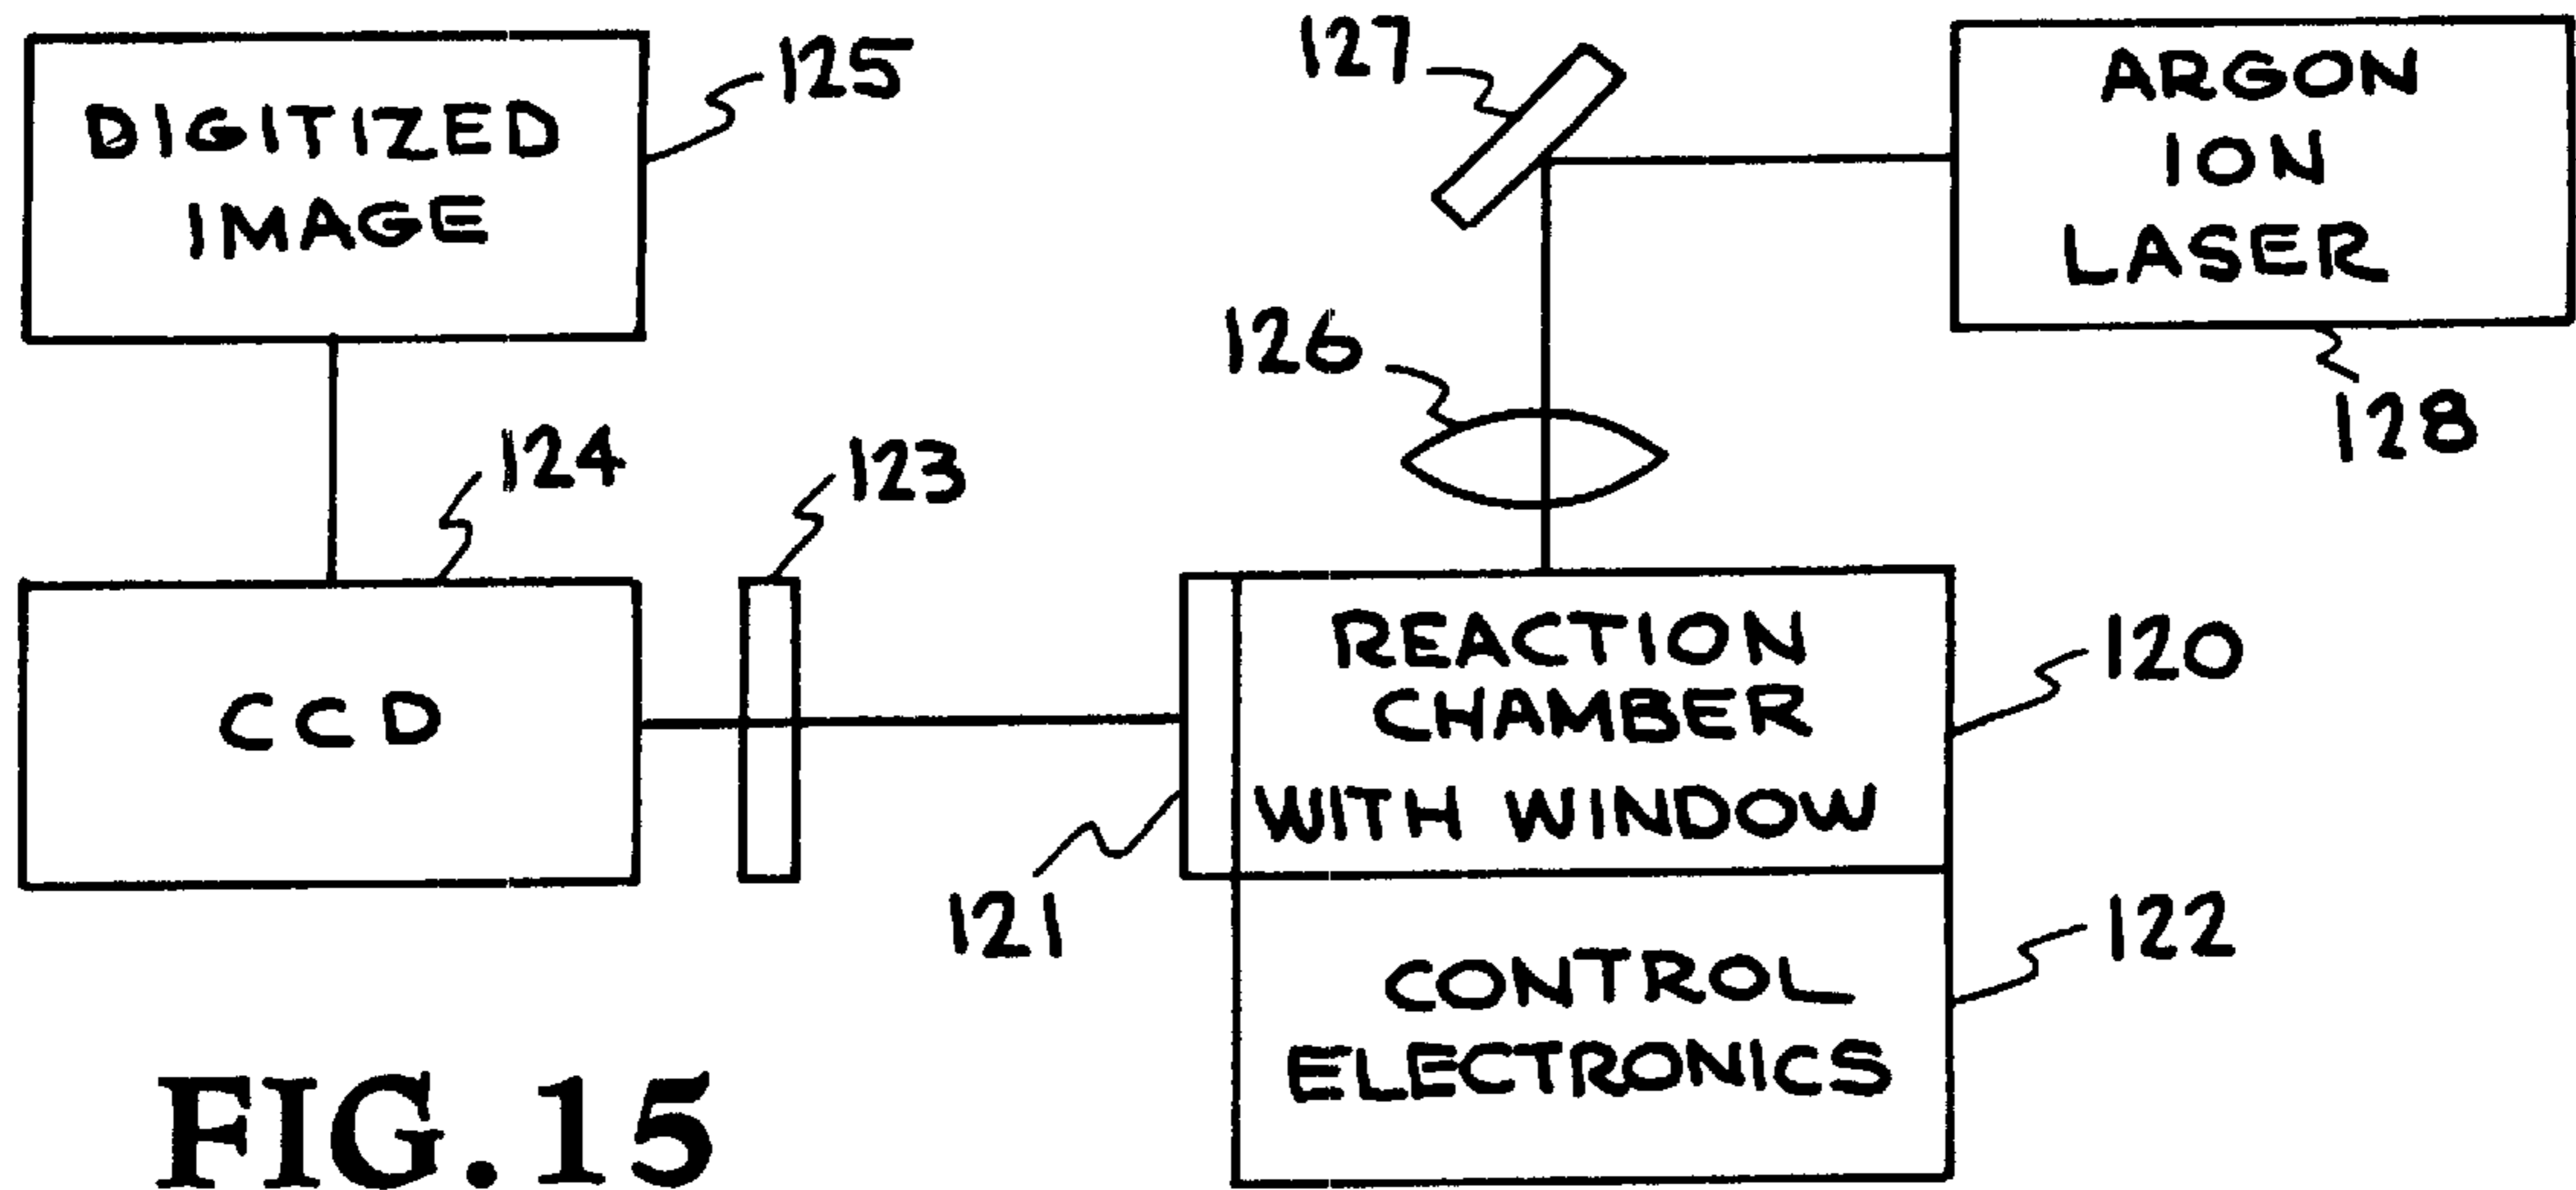 DIGITIZED
IMAGE
125
127
ARGON
ION
LASER
126
128
124
123
CCD
REACTION
CHAMBER
WITH WINDOW
120
121
CONTROL
ELECTRONICS
122
FIG.15